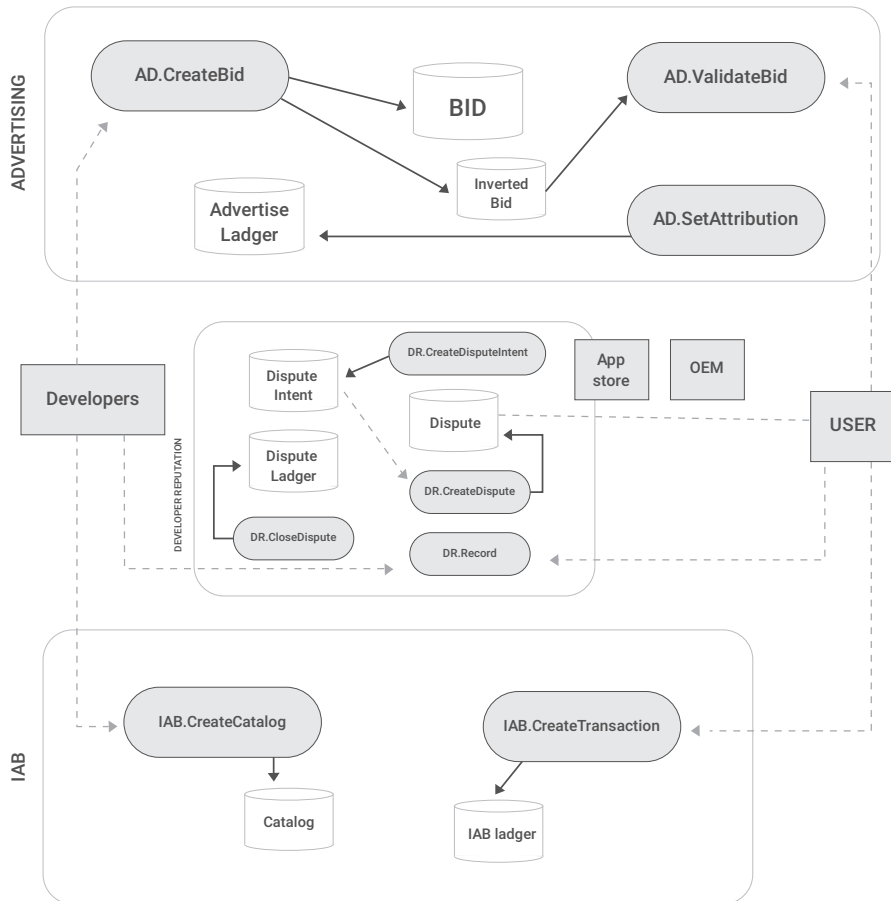 ADVERTISING
AD.CreateBid
BID
AD.ValidateBid
Inverted
Bid
Advertise
Ladger
AD.SetAttribution
Developers
DEVELOPER REPUTATION
DR.CreateDisputeIntent
Dispute
Intent
Dispute
Dispute
Ladger
DR.CreateDispute
DR.CloseDispute
DR.Record
App
store
OEM
USER
IAB
IAB.CreateCatalog
IAB.CreateTransaction
Catalog
IAB ladger